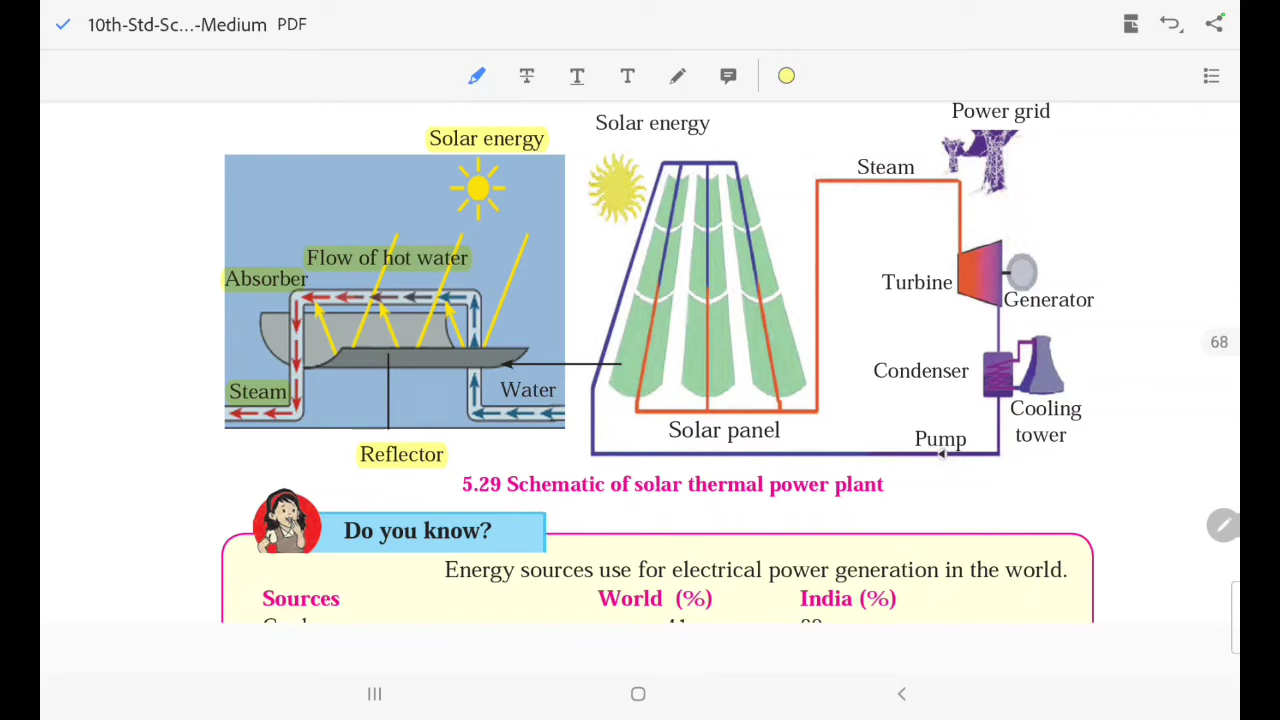 10th-Std-Sc...-Medium PDF
Power grid
Solar energy
Solar energy
Steam
Flow of hot water
Absorber
Turbine
Generator
Condenser
Steam
Water
Cooling
tower
Solar panel
Pump
Reflector
5.29 Schematic of solar thermal power plant
Do you know?
Energy sources use for electrical power generation in the world.
Sources World (%) India (%)
68